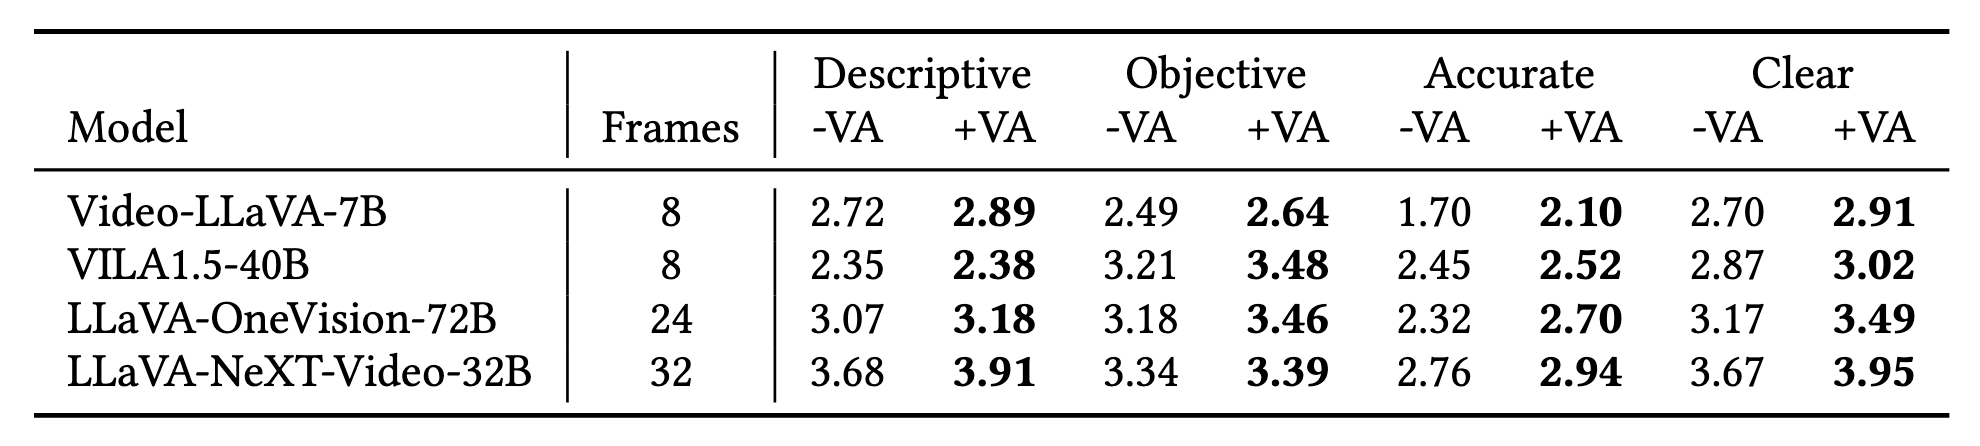 Descriptive Objective Accurate Clear
Model Frames -VA +VA -VA +VA -VA +VA -VA +VA
Video-LLaVA-7B 8 2.72 2.89 2.49 2.64 1.70 2.10 2.70 2.91
VILA1.5-40B 8 2.35 2.38 3.21 3.48 2.45 2.52 2.87 3.02
LLaVA-OneVision-72B 24 3.07 3.18 3.18 3.46 2.32 2.70 3.17 3.49
LLaVA-NeXT-Video-32B 32 3.68 3.91 3.34 3.39 2.76 2.94 3.67 3.95